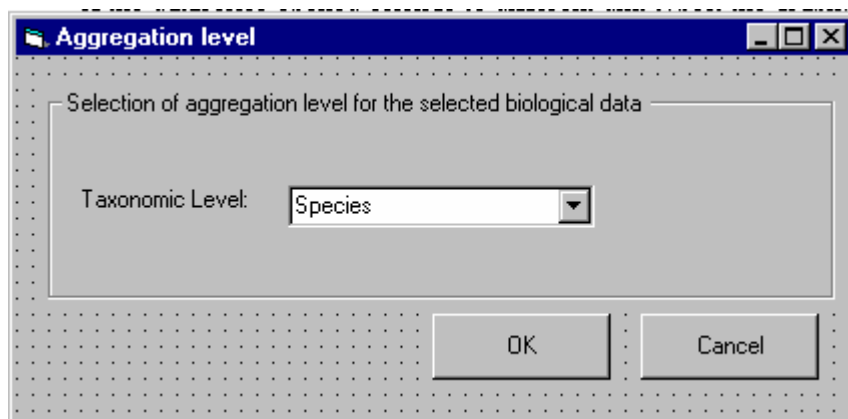 Aggregation level
Selection of aggregation level for the selected biological data
Taxonomic Level:
Species
OK
Cancel